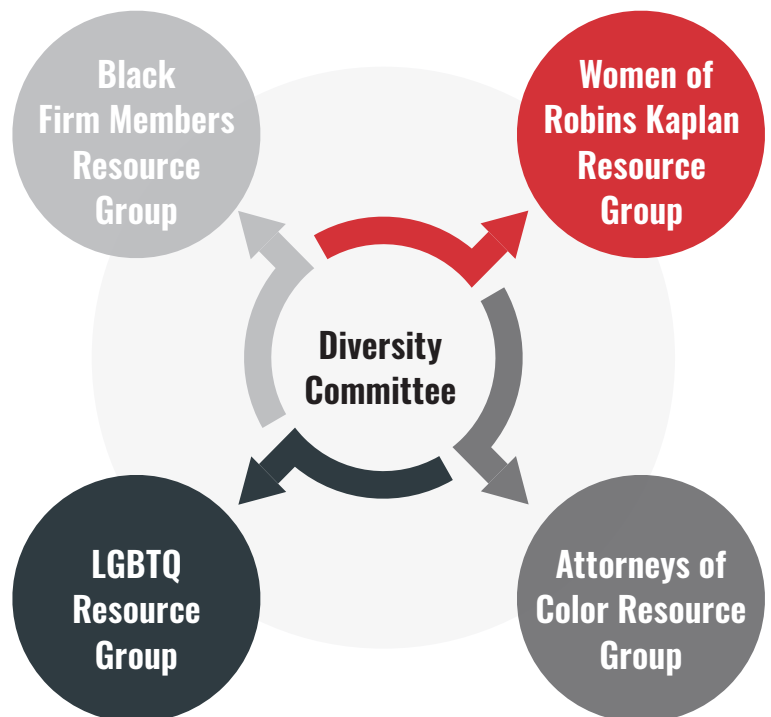 Black
Firm Members
Resource
Group
Women of
Robins Kaplan
Resource
Group
Diversity
Committee
LGBTQ
Resource
Group
Attorneys of
Color Resource
Group